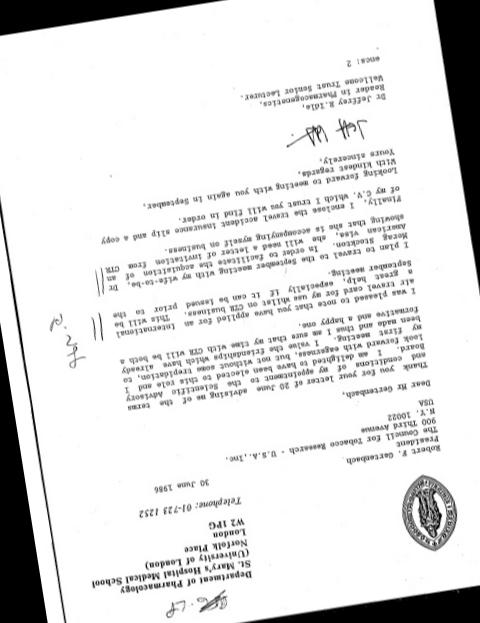 Department of Pharmacology
St. Mary's Hospital Medical School
(University of London)
Norfolk Place
London
W2 1PG
Telephone: 01-723 1252
30 June 1986
Robert F. Gertenbach
President
The Council for Tobacco Research - U.S.A., Inc.
900 Third Avenue
N.Y. 10022
USA
Dear Mr Gertenbach,
Thank you for your letter of 20 June advising me of the terms
and conditions of my appointment to the Scientific Advisory
Board. I am delighted to have been elected to this role and I
look forward with eagerness, but not without some trepidation, to
my first meeting. I value the friendships which have already
been made and thus I am sure that my time with CTR will be both a
formative and a happy one.
I was pleased to note that you have applied for an International
air travel card for my use whilst on CTR business. This will be
a great help, especially if it can be issued prior to the
September meeting.
I plan to travel to the September meeting with my wife-to-be, Dr
Morag Stockton. In order to facilitate the acquisition of an
American visa, she will need a letter of invitation from CTR
showing that she is accompanying myself on business.
Finally, I enclose the travel accident insurance slip and a copy
of my C.V. which I trust you will find in order.
Looking forward to meeting with you again in September.
With kindest regards,
Yours sincerely,
Dr Jeffrey R. Idle,
Reader in Pharmacogenetics,
Wellcome Trust Senior Lecturer.
encs: 2